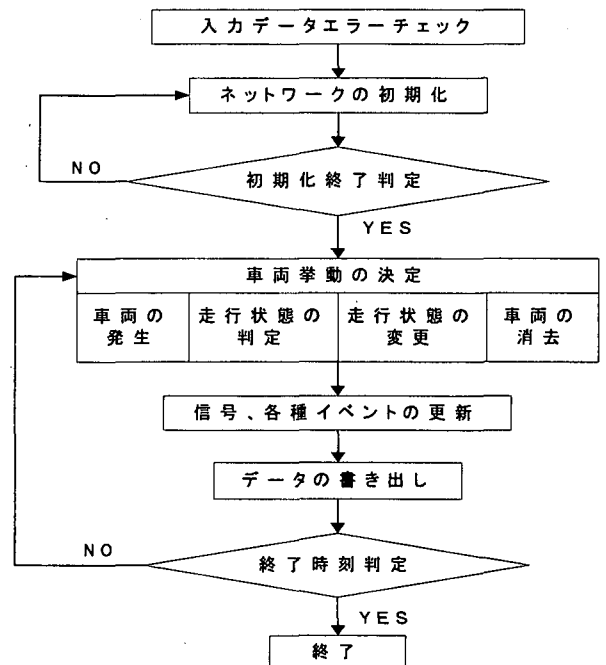 入力データエラーチェック
ネットワークの初期化
NO
初期化終了判定
YES
車両挙動の決定
車両の
発生
走行状態の
判定
走行状態の
変更
車両の
消去
信号、各種イベントの更新
データの書き出し
NO
終了時刻判定
YES
終了